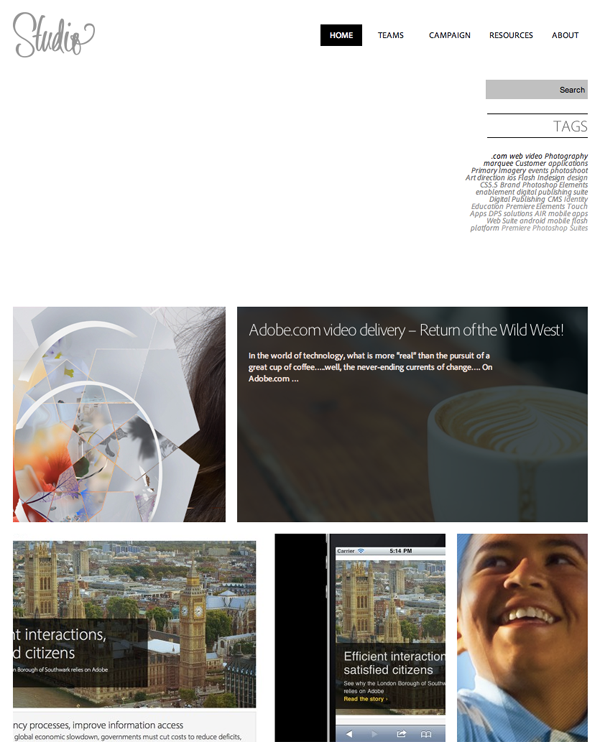 Studio
HOME TEAMS CAMPAIGN RESOURCES ABOUT
Search
TAGS
.com web video Photography
marquee Customer applications
Primary Imagery events photoshoot
Art direction ios Flash Indesign design
CS5.5 Brand Photoshop Elements
enablement digital publishing suite
Digital Publishing CMS Identity
Education Premiere Elements Touch
Apps DPS solutions AIR mobile apps
Web Suite android mobile flash
platform Premiere Photoshop Suites
Adobe.com video delivery – Return of the Wild West!
In the world of technology, what is more "real" than the pursuit of a
great cup of coffee….well, the never-ending currents of change…. On
Adobe.com …
nt interactions,
d citizens
n Borough of Southwark relies on Adobe
ncy processes, improve information access
global economic slowdown, governments must cut costs to reduce deficits,
Carrier 5:14 PM
Efficient interaction
satisfied citizens
See why the London Borough of Southw
relies on Adobe
Read the story ›